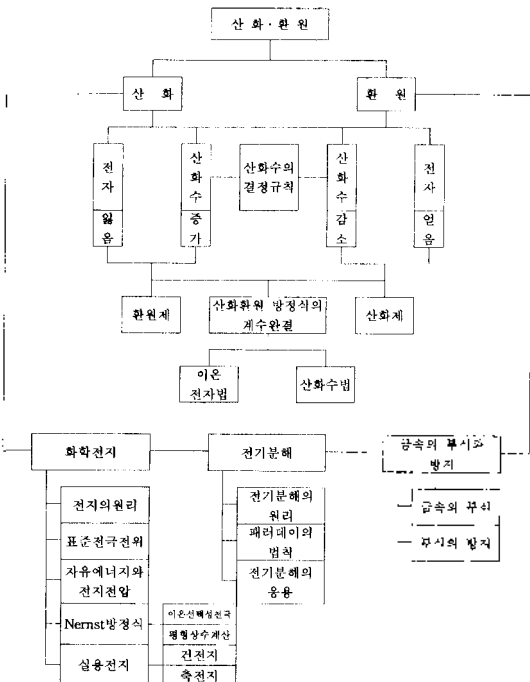 산화·환원
산 화
환 원
전자 잃음
산화수 증가
산화수의
결정규칙
산화수 감소
전자 얻음
환원제
산화환원 방정식의
계수완결
산화제
이온
전자법
산화수법
화학전지
전기분해
금속의 부식과
방지
전지의원리
표준전극전위
자유에너지와
전지전압
Nernst방정식
실용전지
전기분해의
원리
패러데이의
법칙
전기분해의
응용
이온선택성전극
평형상수계산
건전지
축전지
금속의 부식
부식의 방지